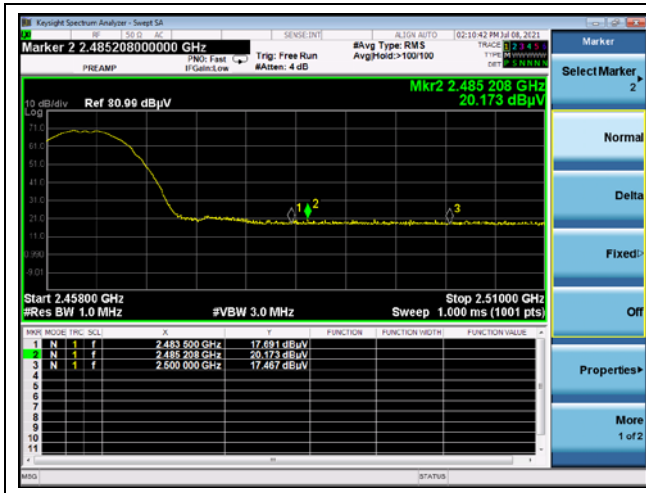 Keysight Spectrum Analyzer - Swept SA
RF 50 Ω AC SENSE:INT ALIGN AUTO 02:10:42 PM Jul 08, 2021
Marker 2 2.485208000000 GHz
PREAMP
PNO: Fast
IFGain:Low
Trig: Free Run
#Atten: 4 dB
#Avg Type: RMS
Avg|Hold:>100/100
TRACE 1 2 3 4 5
TYPE M
DET P S N N N N
Mkr2 2.485 208 GHz
20.173 dBµV
10 dB/div Ref 80.99 dBµV
Log
71.0
61.0
51.0
41.0
31.0
21.0
11.0
0.990
-9.01
1
2
3
Start 2.45800 GHz Stop 2.51000 GHz
#Res BW 1.0 MHz #VBW 3.0 MHz Sweep 1.000 ms (1001 pts)
MKR MODE TRC SCL X Y FUNCTION FUNCTION WIDTH FUNCTION VALUE
1 N 1 f 2.483 500 GHz 17.691 dBµV
2 N 1 f 2.485 208 GHz 20.173 dBµV
3 N 1 f 2.500 000 GHz 17.467 dBµV
4
5
6
7
8
9
10
11
MSG STATUS
Marker
Select Marker
2
Normal
Delta
Fixed
Off
Properties
More
1 of 2